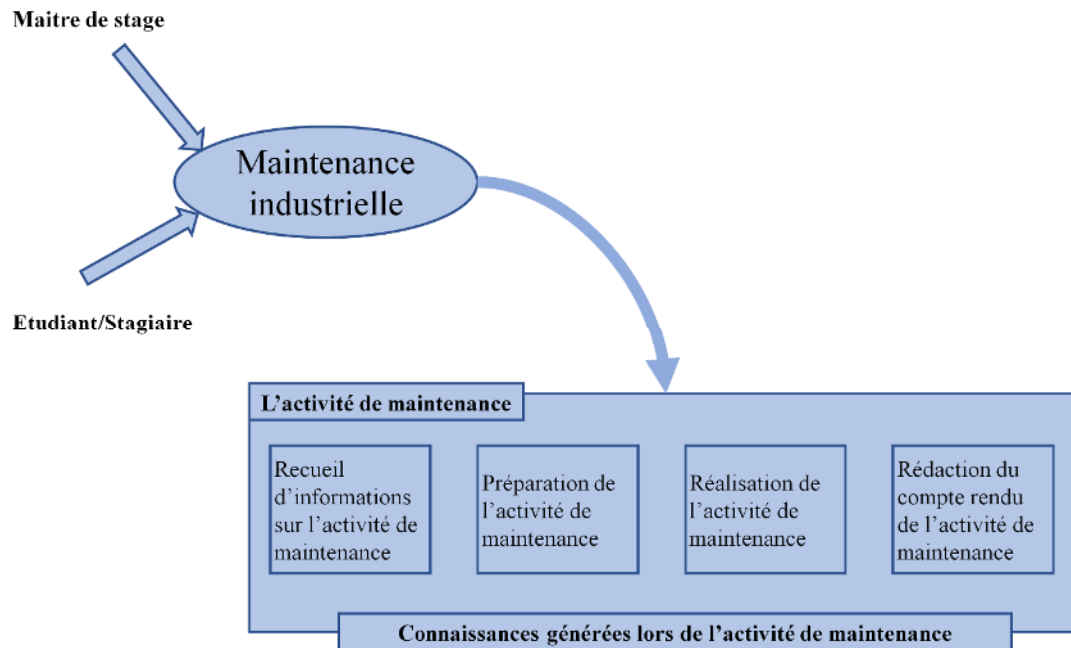 Maitre de stage
Maintenance
industrielle
Etudiant/Stagiaire
L'activité de maintenance
Recueil
d'informations
sur l'activité de
maintenance
Préparation de
l'activité de
maintenance
Réalisation de
l'activité de
maintenance
Rédaction du
compte rendu
de l'activité de
maintenance
Connaissances générées lors de l'activité de maintenance